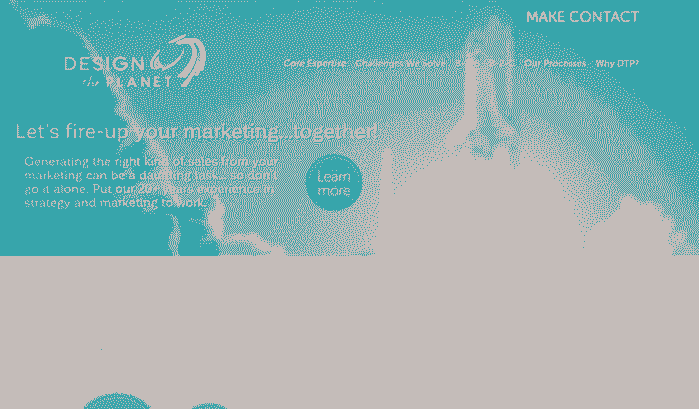 MAKE CONTACT
DESIGN
the PLANET
Core Expertise Challenges We Solve Our Processes Why DTP?
Let's fire-up your marketing...together!
Generating the right kind of sales from your
marketing can be a daunting task...so don't
go it alone. Put our 20+ years experience in
strategy and marketing to work.
Learn
more